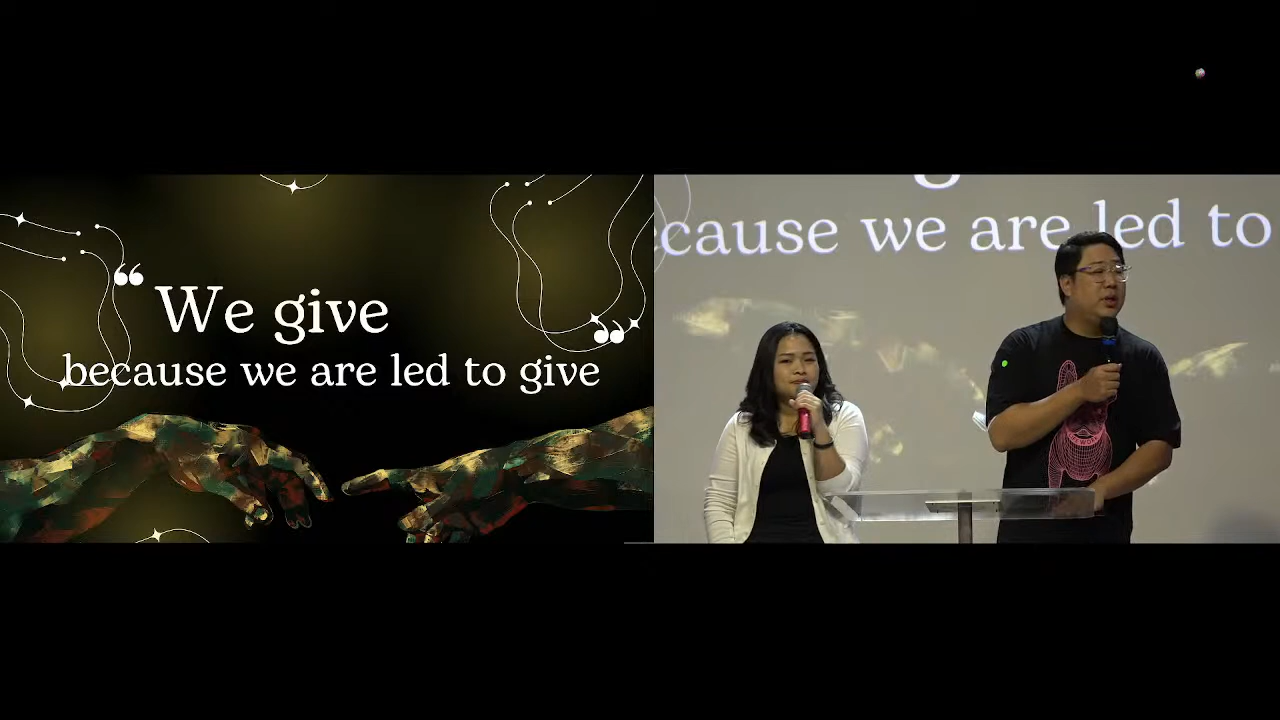 “ We give
because we are led to give ”
ecause we are led to